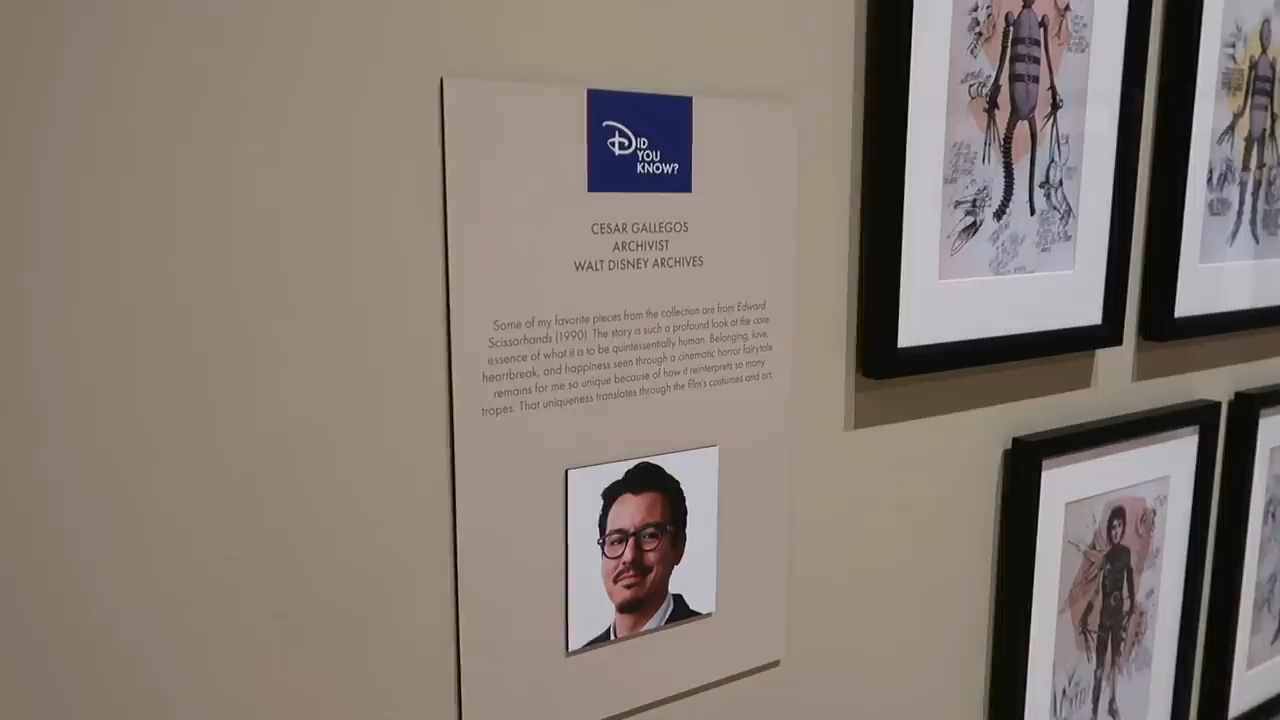 DID
YOU
KNOW?
CESAR GALLEGOS
ARCHIVIST
WALT DISNEY ARCHIVES
Some of my favorite pieces from the collection are from Edward
Scissorhands (1990). The story is such a profound look at the core
essence of what it is to be quintessentially human. Belonging, love,
heartbreak, and happiness seen through a cinematic horror fairytale
remains for me so unique because of how it reinterprets so many
tropes. That uniqueness translates through the film's costumes and art.